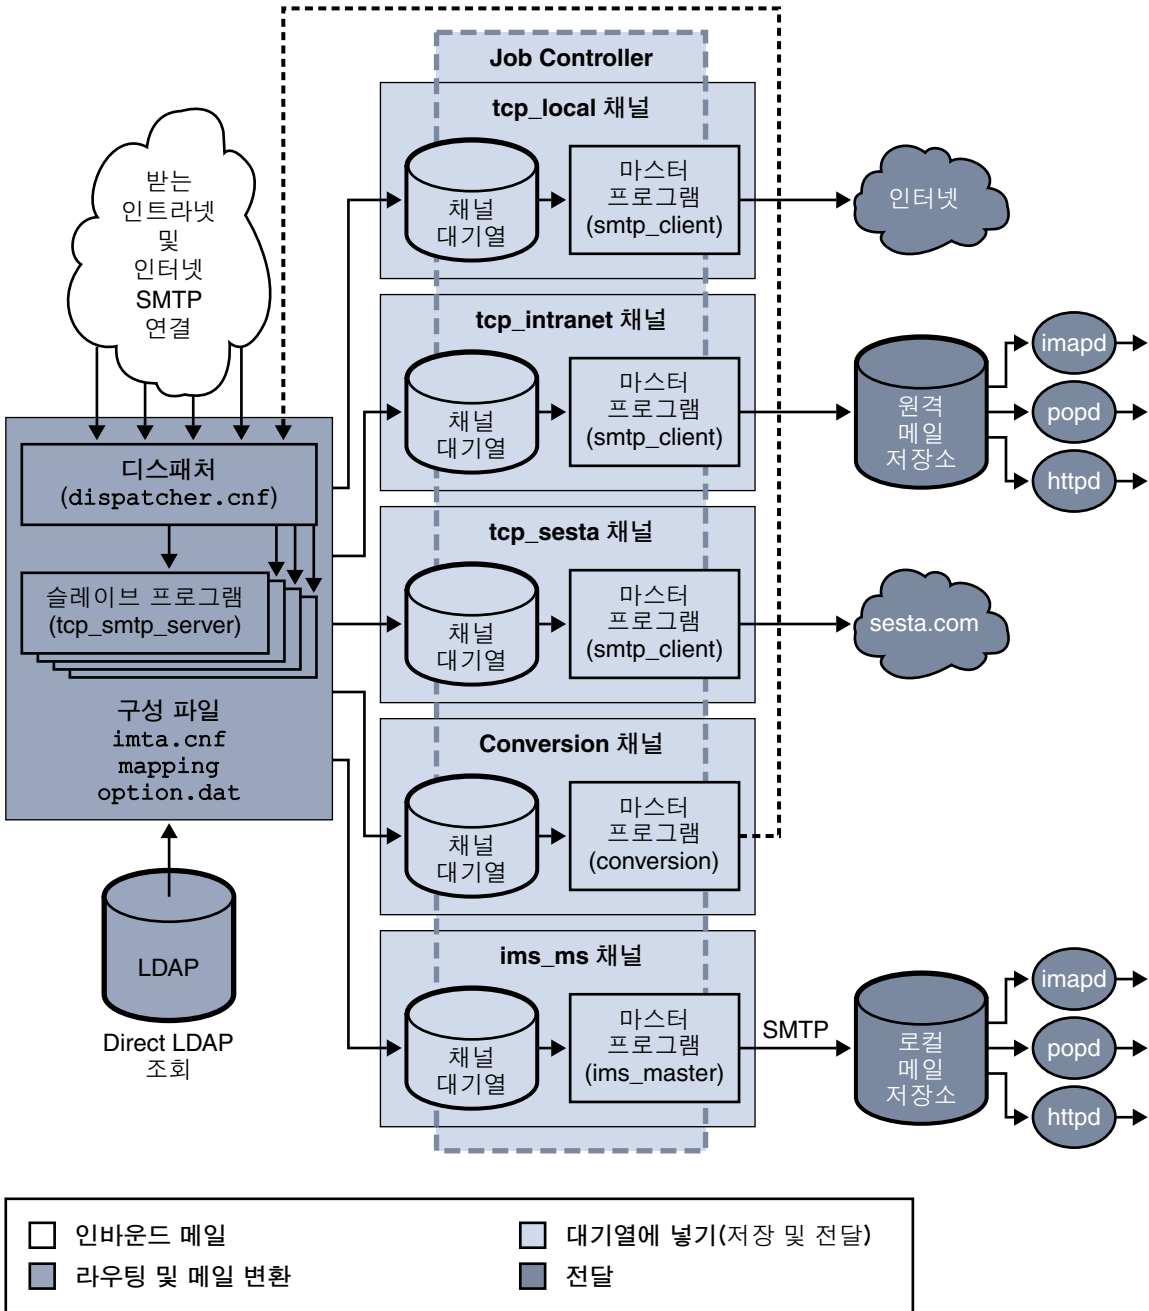 Job Controller
tcp_local 채널
채널
대기열
마스터
프로그램
(smtp_client)
인터넷
받는
인트라넷
및
인터넷
SMTP
연결
tcp_intranet 채널
채널
대기열
마스터
프로그램
(smtp_client)
원격
메일
저장소
imapd
popd
httpd
디스패처
(dispatcher.cnf)
슬레이브 프로그램
(tcp_smtp_server)
구성 파일
imta.cnf
mapping
option.dat
tcp_sesta 채널
채널
대기열
마스터
프로그램
(smtp_client)
sesta.com
Conversion 채널
채널
대기열
마스터
프로그램
(conversion)
LDAP
Direct LDAP
조회
ims_ms 채널
채널
대기열
마스터
프로그램
(ims_master)
SMTP
로컬
메일
저장소
imapd
popd
httpd
인바운드 메일
대기열에 넣기(저장 및 전달)
라우팅 및 메일 변환
전달